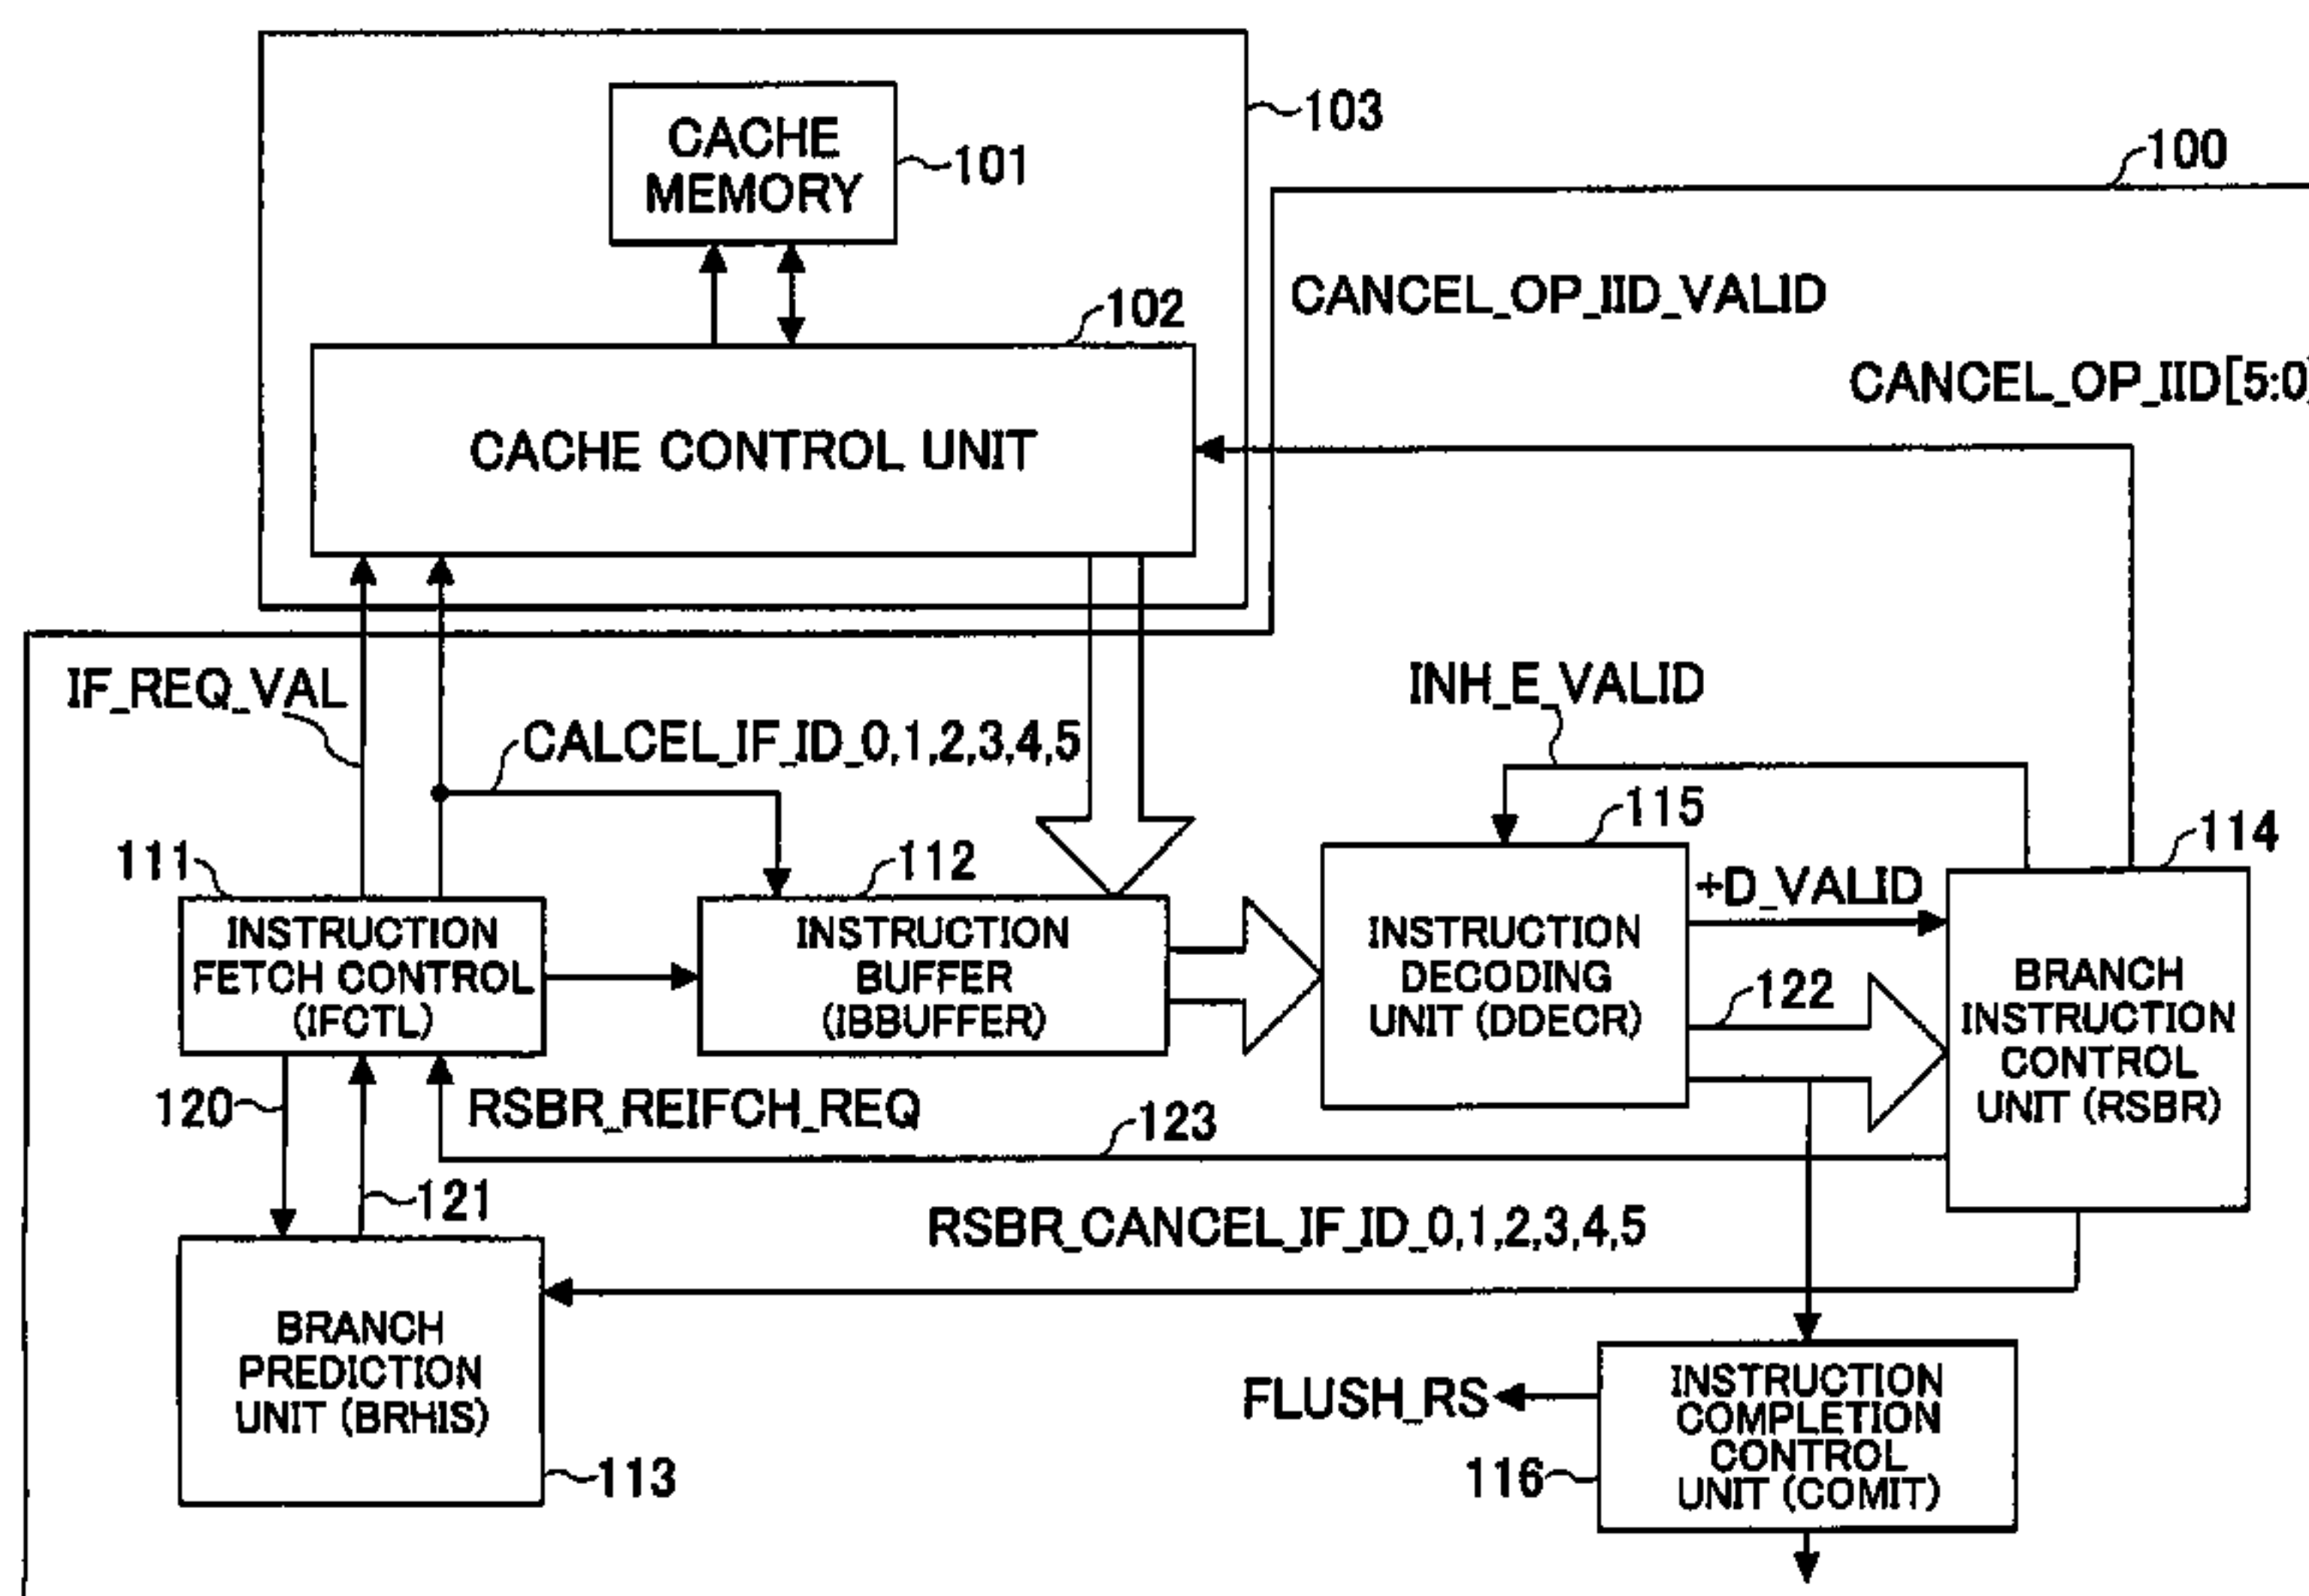 CACHE
MEMORY
101
103
100
102
CANCEL_OP_IID_VALID
CANCEL_OP_IID[5:0]
CACHE CONTROL UNIT
IF_REQ_VAL
CALCEL_IF_ID_0,1,2,3,4,5
INH_E_VALID
111
112
115
114
INSTRUCTION
FETCH CONTROL
(IFCTL)
INSTRUCTION
BUFFER
(IBBUFFER)
INSTRUCTION
DECODING
UNIT (DDECR)
+D_VALID
122
BRANCH
INSTRUCTION
CONTROL
UNIT (RSBR)
120
RSBR_REIFCH_REQ
123
121
RSBR_CANCEL_IF_ID_0,1,2,3,4,5
BRANCH
PREDICTION
UNIT (BRHIS)
113
FLUSH_RS
INSTRUCTION
COMPLETION
CONTROL
UNIT (COMIT)
116